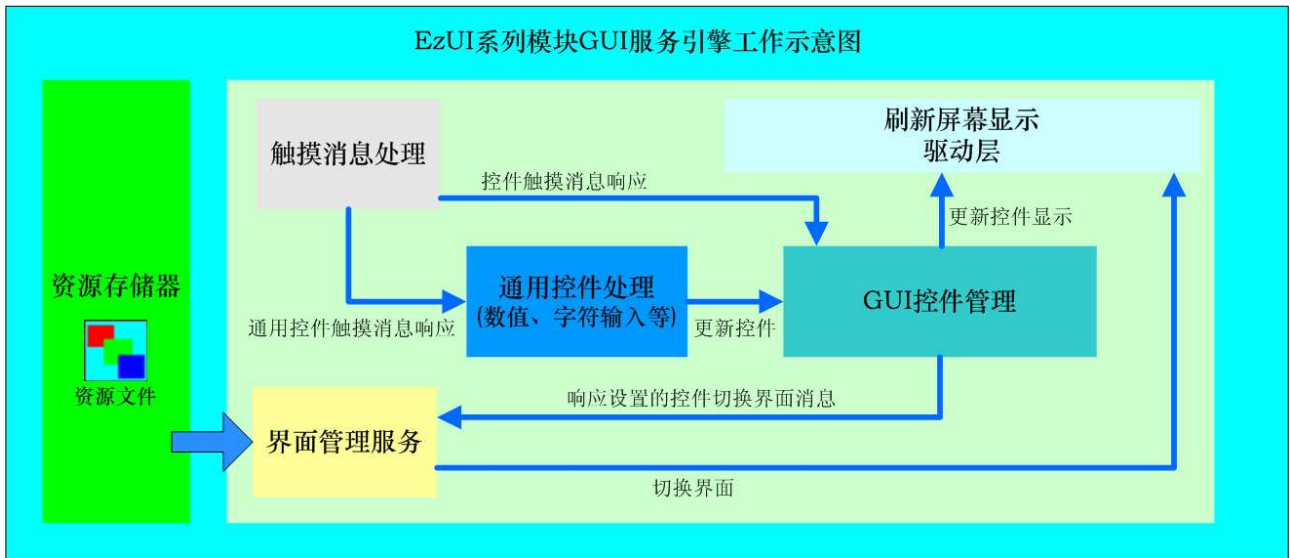 EzUI系列模块GUI服务引擎工作示意图
触摸消息处理
刷新屏幕显示
驱动层
控件触摸消息响应
更新控件显示
资源存储器
资源文件
通用控件处理
(数值、字符输入等)
GUI控件管理
通用控件触摸消息响应
更新控件
响应设置的控件切换界面消息
界面管理服务
切换界面